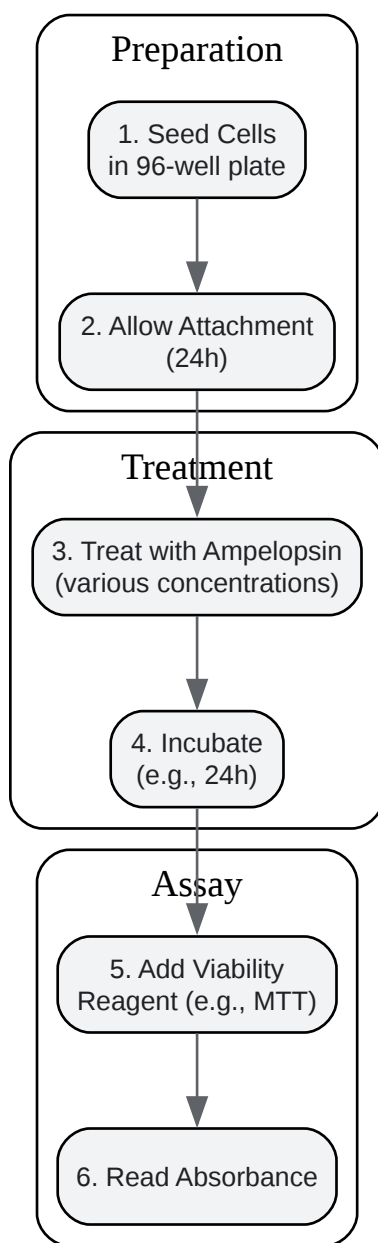 Preparation
1. Seed Cells
in 96-well plate
2. Allow Attachment
(24h)
Treatment
3. Treat with Ampelopsin
(various concentrations)
4. Incubate
(e.g., 24h)
Assay
5. Add Viability
Reagent (e.g., MTT)
6. Read Absorbance